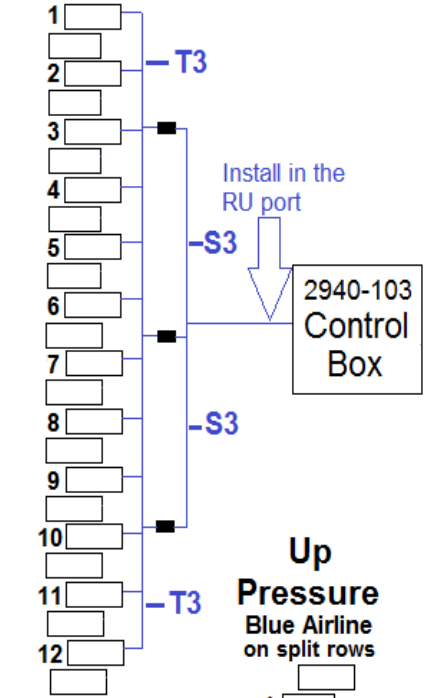 1
T3
2
3
Install in the
RU port
4
S3
5
2940-103
Control
Box
6
7
8
S3
9
10
Up
Pressure
Blue Airline
on split rows
11
T3
12